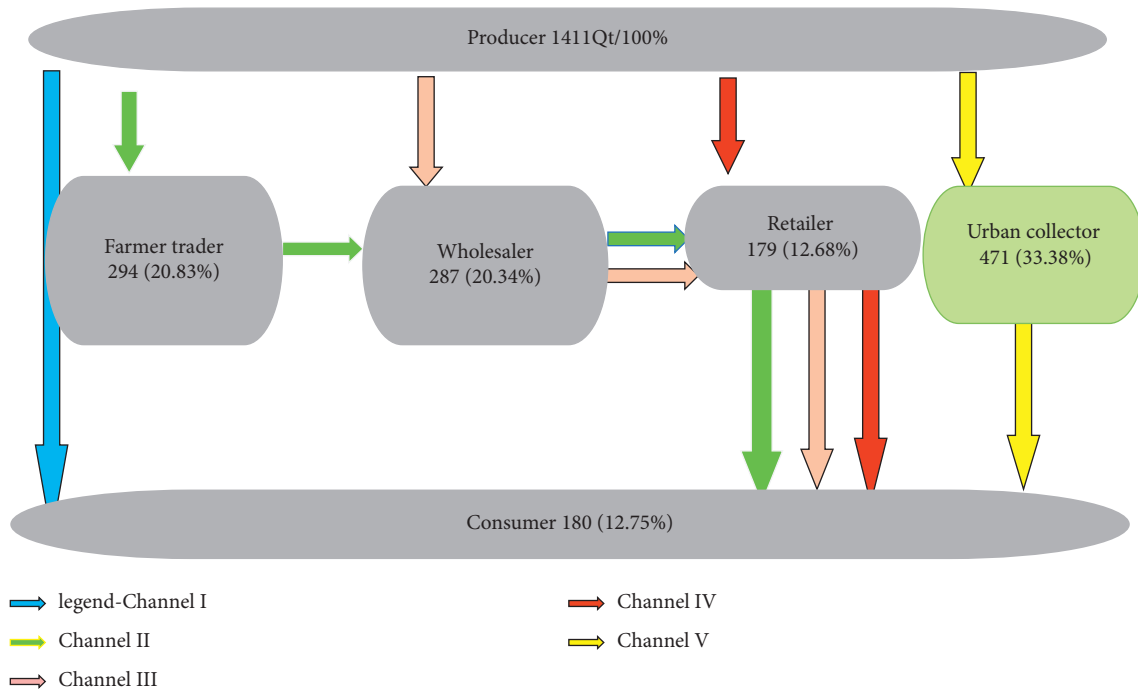 Producer 1411Qt/100%
Farmer trader
294 (20.83%)
Wholesaler
287 (20.34%)
Retailer
179 (12.68%)
Urban collector
471 (33.38%)
Consumer 180 (12.75%)
legend-Channel I
Channel II
Channel III
Channel IV
Channel V